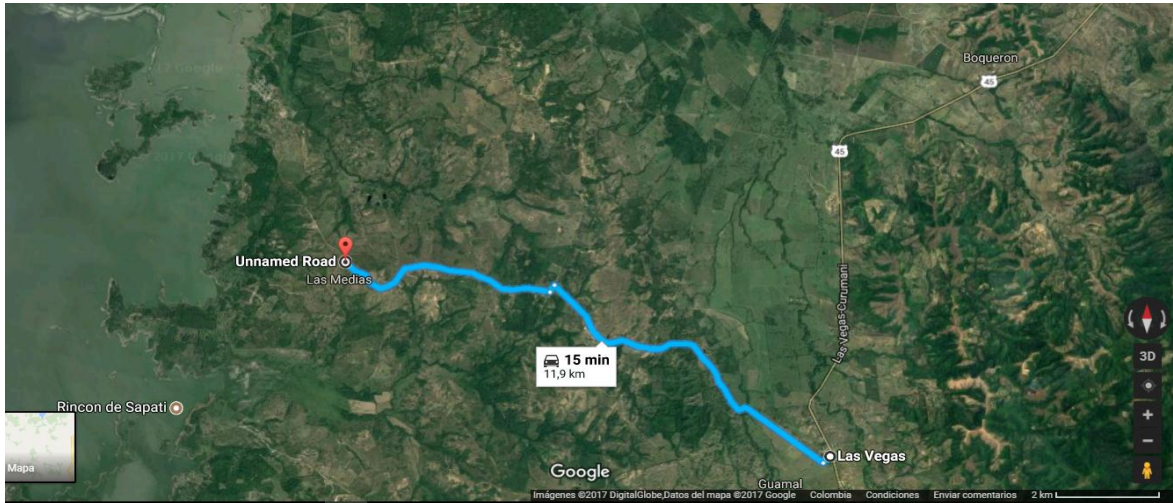 Boqueron
45
45
Las Vegas-Curumani
Unnamed Road
Las Medias
15 min
11,9 km
3D
Rincon de Sapati
Mapa
Las Vegas
Google
Guamal
Imágenes ©2017 DigitalGlobe,Datos del mapa ©2017 Google Colombia Condiciones Enviar comentarios 2 km